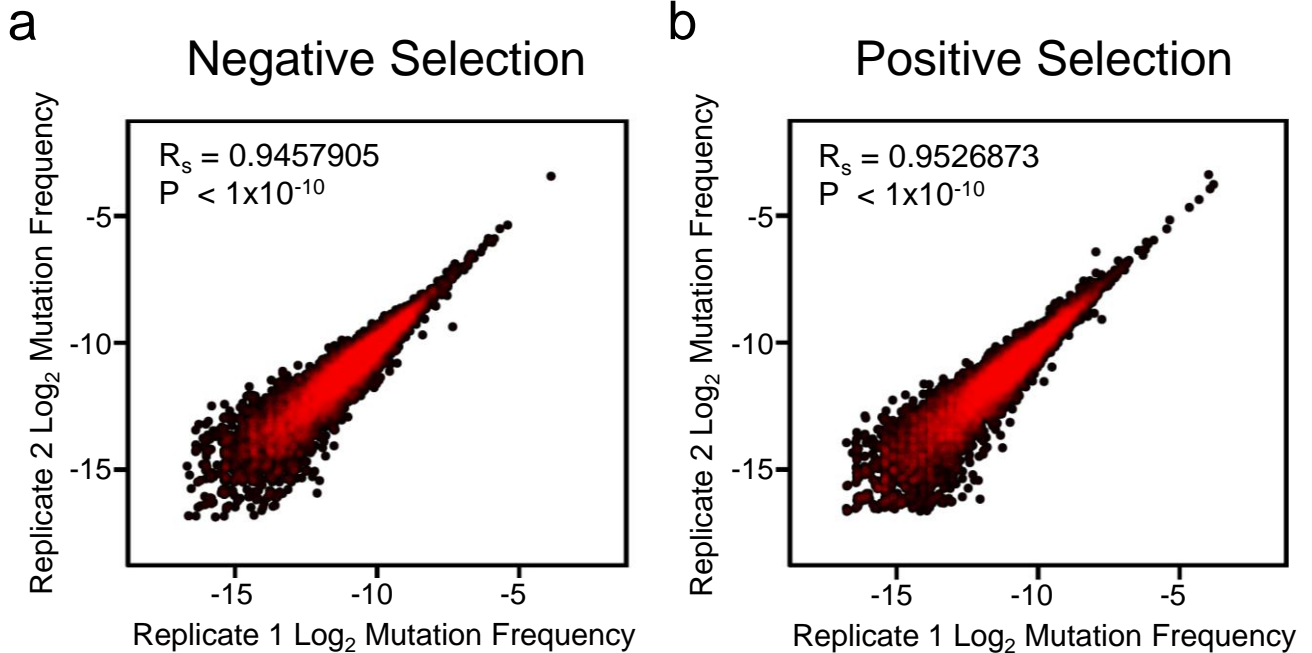 a
Negative Selection
Replicate 2 Log₂ Mutation Frequency
Rₛ = 0.9457905
P < 1x10⁻¹⁰
-5
-10
-15
-15 -10 -5
Replicate 1 Log₂ Mutation Frequency
b
Positive Selection
Replicate 2 Log₂ Mutation Frequency
Rₛ = 0.9526873
P < 1x10⁻¹⁰
-5
-10
-15
-15 -10 -5
Replicate 1 Log₂ Mutation Frequency